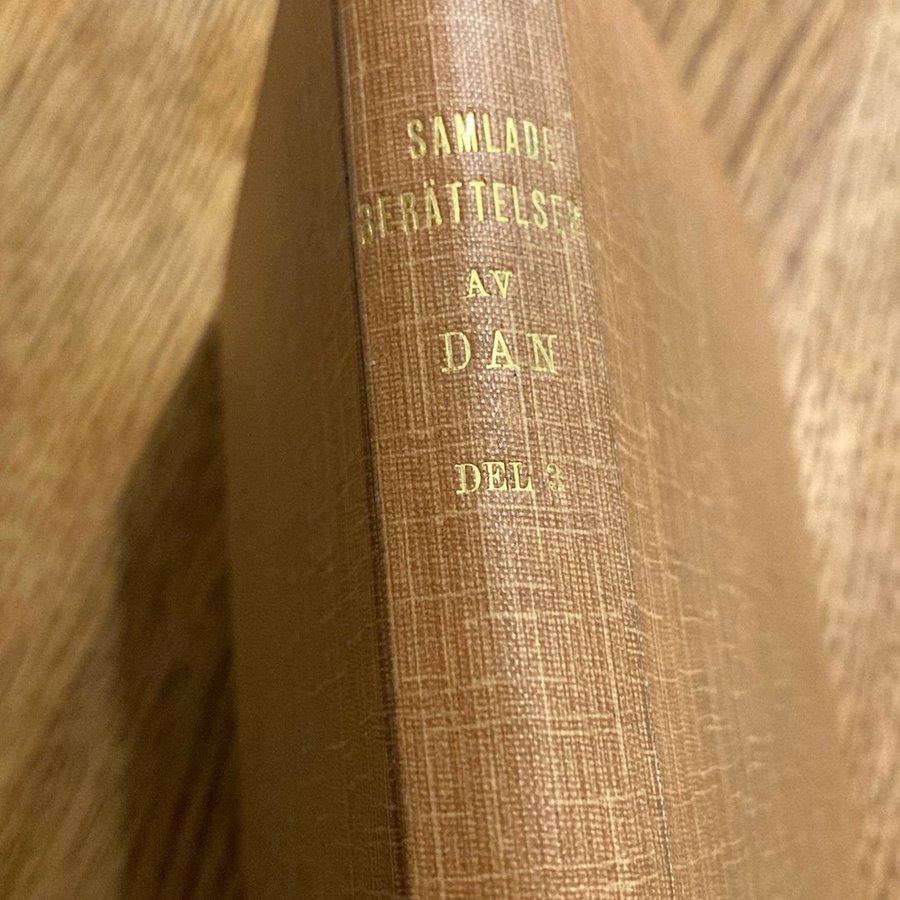 SAMLADE
BERÄTTELSER
AV
DAN
DEL 3